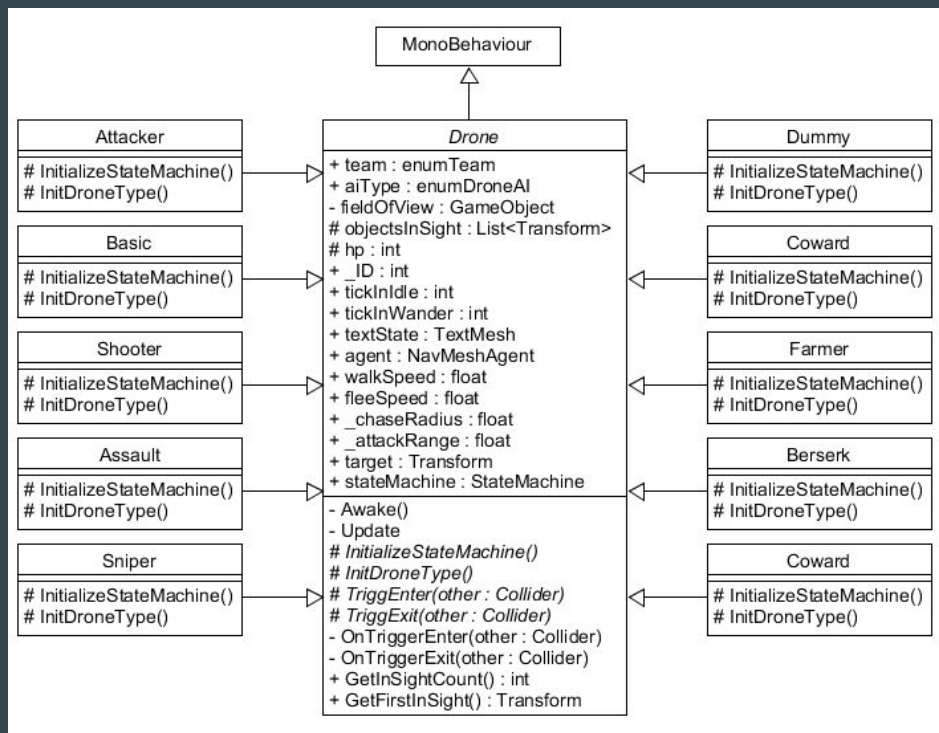 MonoBehaviour
Attacker
# InitializeStateMachine()
# InitDroneType()
Basic
# InitializeStateMachine()
# InitDroneType()
Shooter
# InitializeStateMachine()
# InitDroneType()
Assault
# InitializeStateMachine()
# InitDroneType()
Sniper
# InitializeStateMachine()
# InitDroneType()
Drone
+ team : enumTeam
+ aiType : enumDroneAI
- fieldOfView : GameObject
# objectsInSight : List<Transform>
# hp : int
+ _ID : int
+ tickInIdle : int
+ tickInWander : int
+ textState : TextMesh
+ agent : NavMeshAgent
+ walkSpeed : float
+ fleeSpeed : float
+ _chaseRadius : float
+ _attackRange : float
+ target : Transform
+ stateMachine : StateMachine
- Awake()
- Update
# InitializeStateMachine()
# InitDroneType()
# TriggEnter(other : Collider)
# TriggExit(other : Collider)
- OnTriggerEnter(other : Collider)
- OnTriggerExit(other : Collider)
+ GetInSightCount() : int
+ GetFirstInSight() : Transform
Dummy
# InitializeStateMachine()
# InitDroneType()
Coward
# InitializeStateMachine()
# InitDroneType()
Farmer
# InitializeStateMachine()
# InitDroneType()
Berserk
# InitializeStateMachine()
# InitDroneType()
Coward
# InitializeStateMachine()
# InitDroneType()